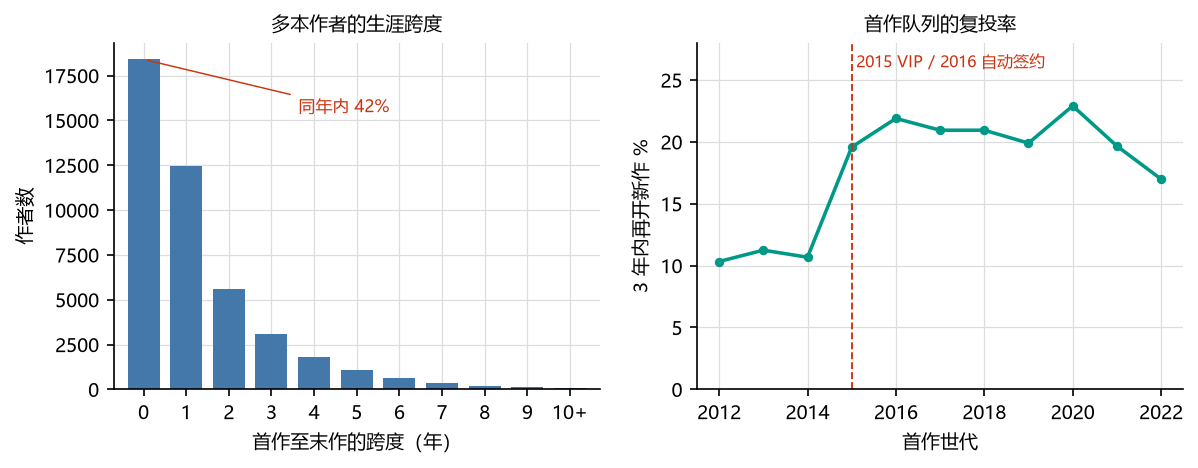 多本作者的生涯跨度
作者数
17500
15000
12500
10000
7500
5000
2500
0
同年内 42%
0 1 2 3 4 5 6 7 8 9 10+
首作至末作的跨度（年）
首作队列的复投率
3 年内再开新作 %
25
20
15
10
5
0
2015 VIP / 2016 自动签约
2012 2014 2016 2018 2020 2022
首作世代